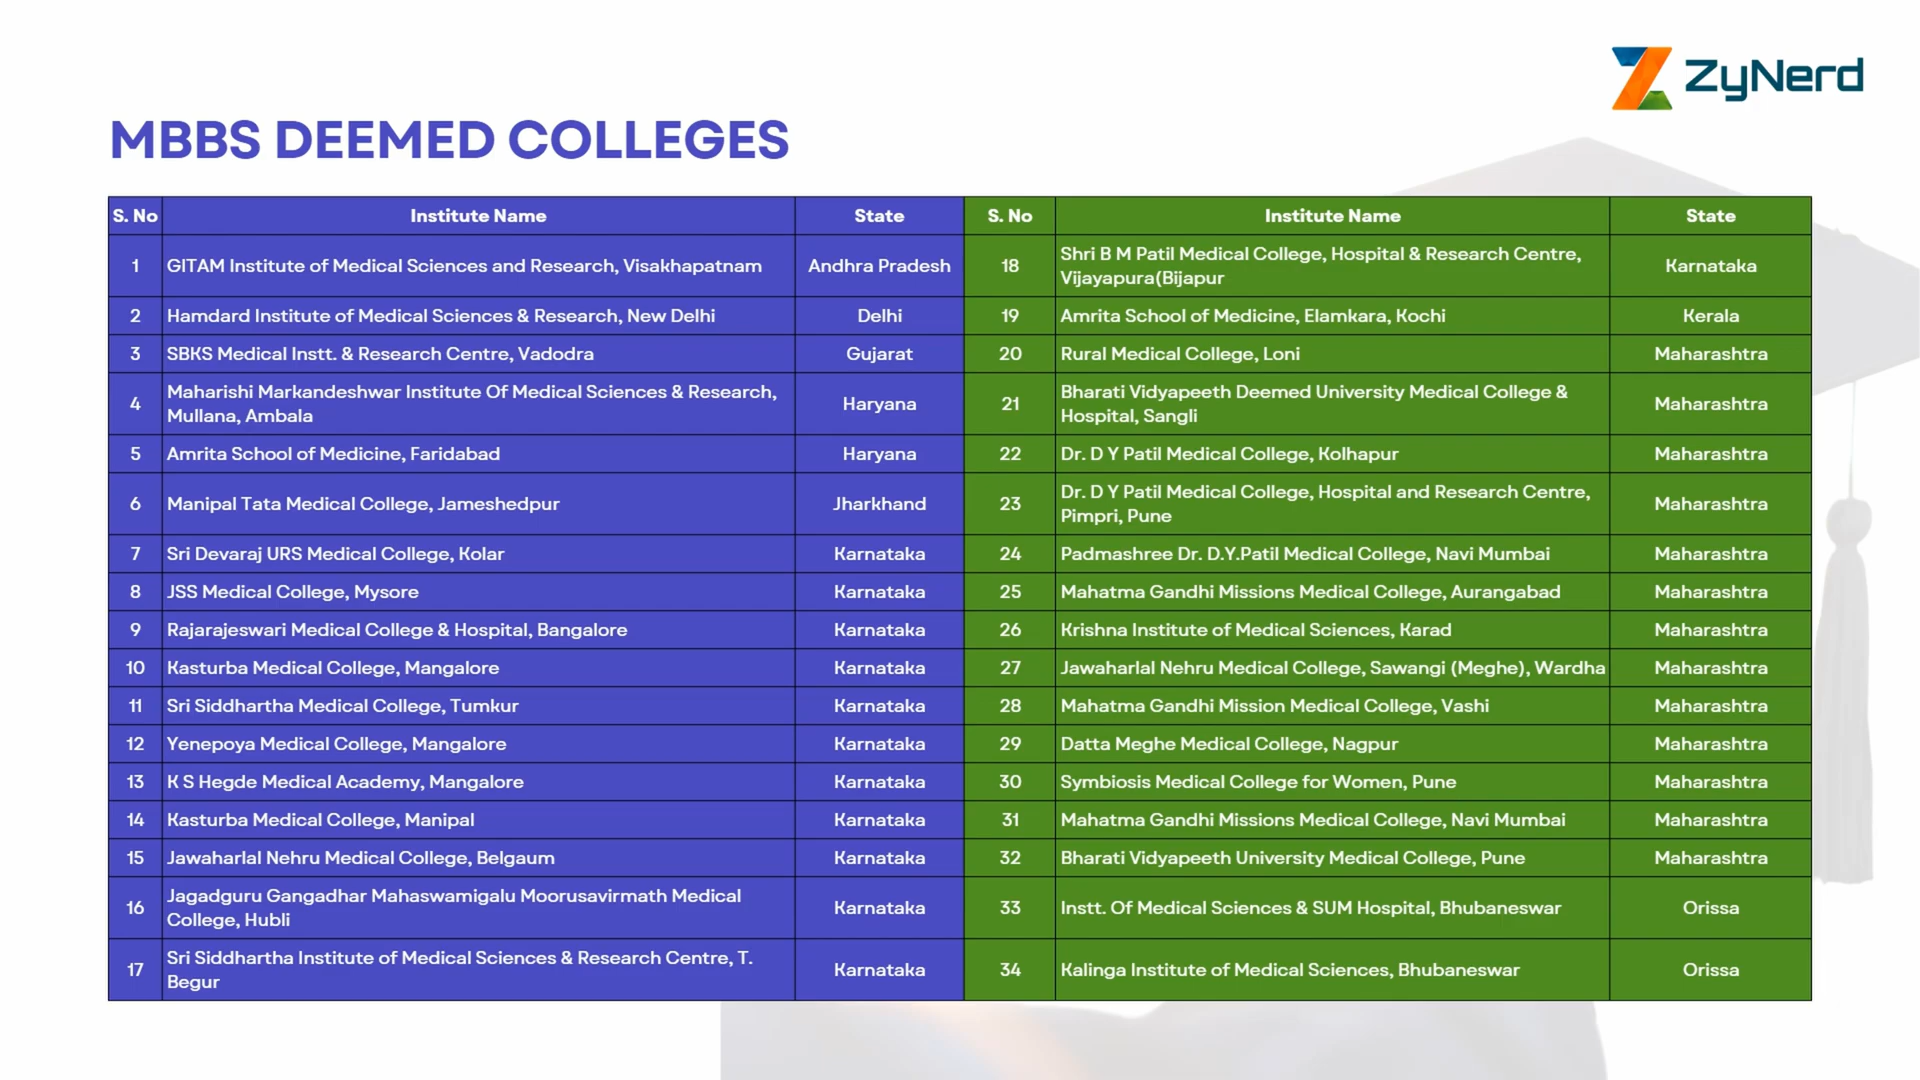 ZyNerd
MBBS DEEMED COLLEGES
S. No Institute Name State
1 GITAM Institute of Medical Sciences and Research, Visakhapatnam Andhra Pradesh
2 Hamdard Institute of Medical Sciences & Research, New Delhi Delhi
3 SBKS Medical Instt. & Research Centre, Vadodra Gujarat
4 Maharishi Markandeshwar Institute Of Medical Sciences & Research,
Mullana, Ambala Haryana
5 Amrita School of Medicine, Faridabad Haryana
6 Manipal Tata Medical College, Jameshedpur Jharkhand
7 Sri Devaraj URS Medical College, Kolar Karnataka
8 JSS Medical College, Mysore Karnataka
9 Rajarajeswari Medical College & Hospital, Bangalore Karnataka
10 Kasturba Medical College, Mangalore Karnataka
11 Sri Siddhartha Medical College, Tumkur Karnataka
12 Yenepoya Medical College, Mangalore Karnataka
13 K S Hegde Medical Academy, Mangalore Karnataka
14 Kasturba Medical College, Manipal Karnataka
15 Jawaharlal Nehru Medical College, Belgaum Karnataka
16 Jagadguru Gangadhar Mahaswamigalu Moorusavirmath Medical
College, Hubli Karnataka
17 Sri Siddhartha Institute of Medical Sciences & Research Centre, T.
Begur Karnataka
S. No Institute Name State
18 Shri B M Patil Medical College, Hospital & Research Centre,
Vijayapura(Bijapur Karnataka
19 Amrita School of Medicine, Elamkara, Kochi Kerala
20 Rural Medical College, Loni Maharashtra
21 Bharati Vidyapeeth Deemed University Medical College &
Hospital, Sangli Maharashtra
22 Dr. D Y Patil Medical College, Kolhapur Maharashtra
23 Dr. D Y Patil Medical College, Hospital and Research Centre,
Pimpri, Pune Maharashtra
24 Padmashree Dr. D.Y.Patil Medical College, Navi Mumbai Maharashtra
25 Mahatma Gandhi Missions Medical College, Aurangabad Maharashtra
26 Krishna Institute of Medical Sciences, Karad Maharashtra
27 Jawaharlal Nehru Medical College, Sawangi (Meghe), Wardha Maharashtra
28 Mahatma Gandhi Mission Medical College, Vashi Maharashtra
29 Datta Meghe Medical College, Nagpur Maharashtra
30 Symbiosis Medical College for Women, Pune Maharashtra
31 Mahatma Gandhi Missions Medical College, Navi Mumbai Maharashtra
32 Bharati Vidyapeeth University Medical College, Pune Maharashtra
33 Instt. Of Medical Sciences & SUM Hospital, Bhubaneswar Orissa
34 Kalinga Institute of Medical Sciences, Bhubaneswar Orissa